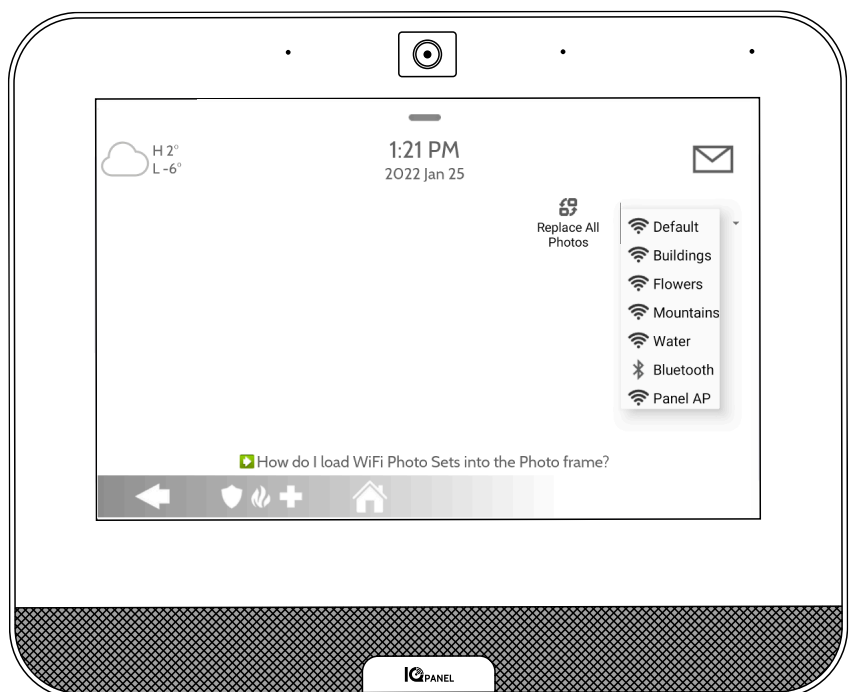 H 2°
L -6°
1:21 PM
2022 Jan 25
Replace All
Photos
Default
Buildings
Flowers
Mountains
Water
Bluetooth
Panel AP
How do I load WiFi Photo Sets into the Photo frame?
IQ PANEL